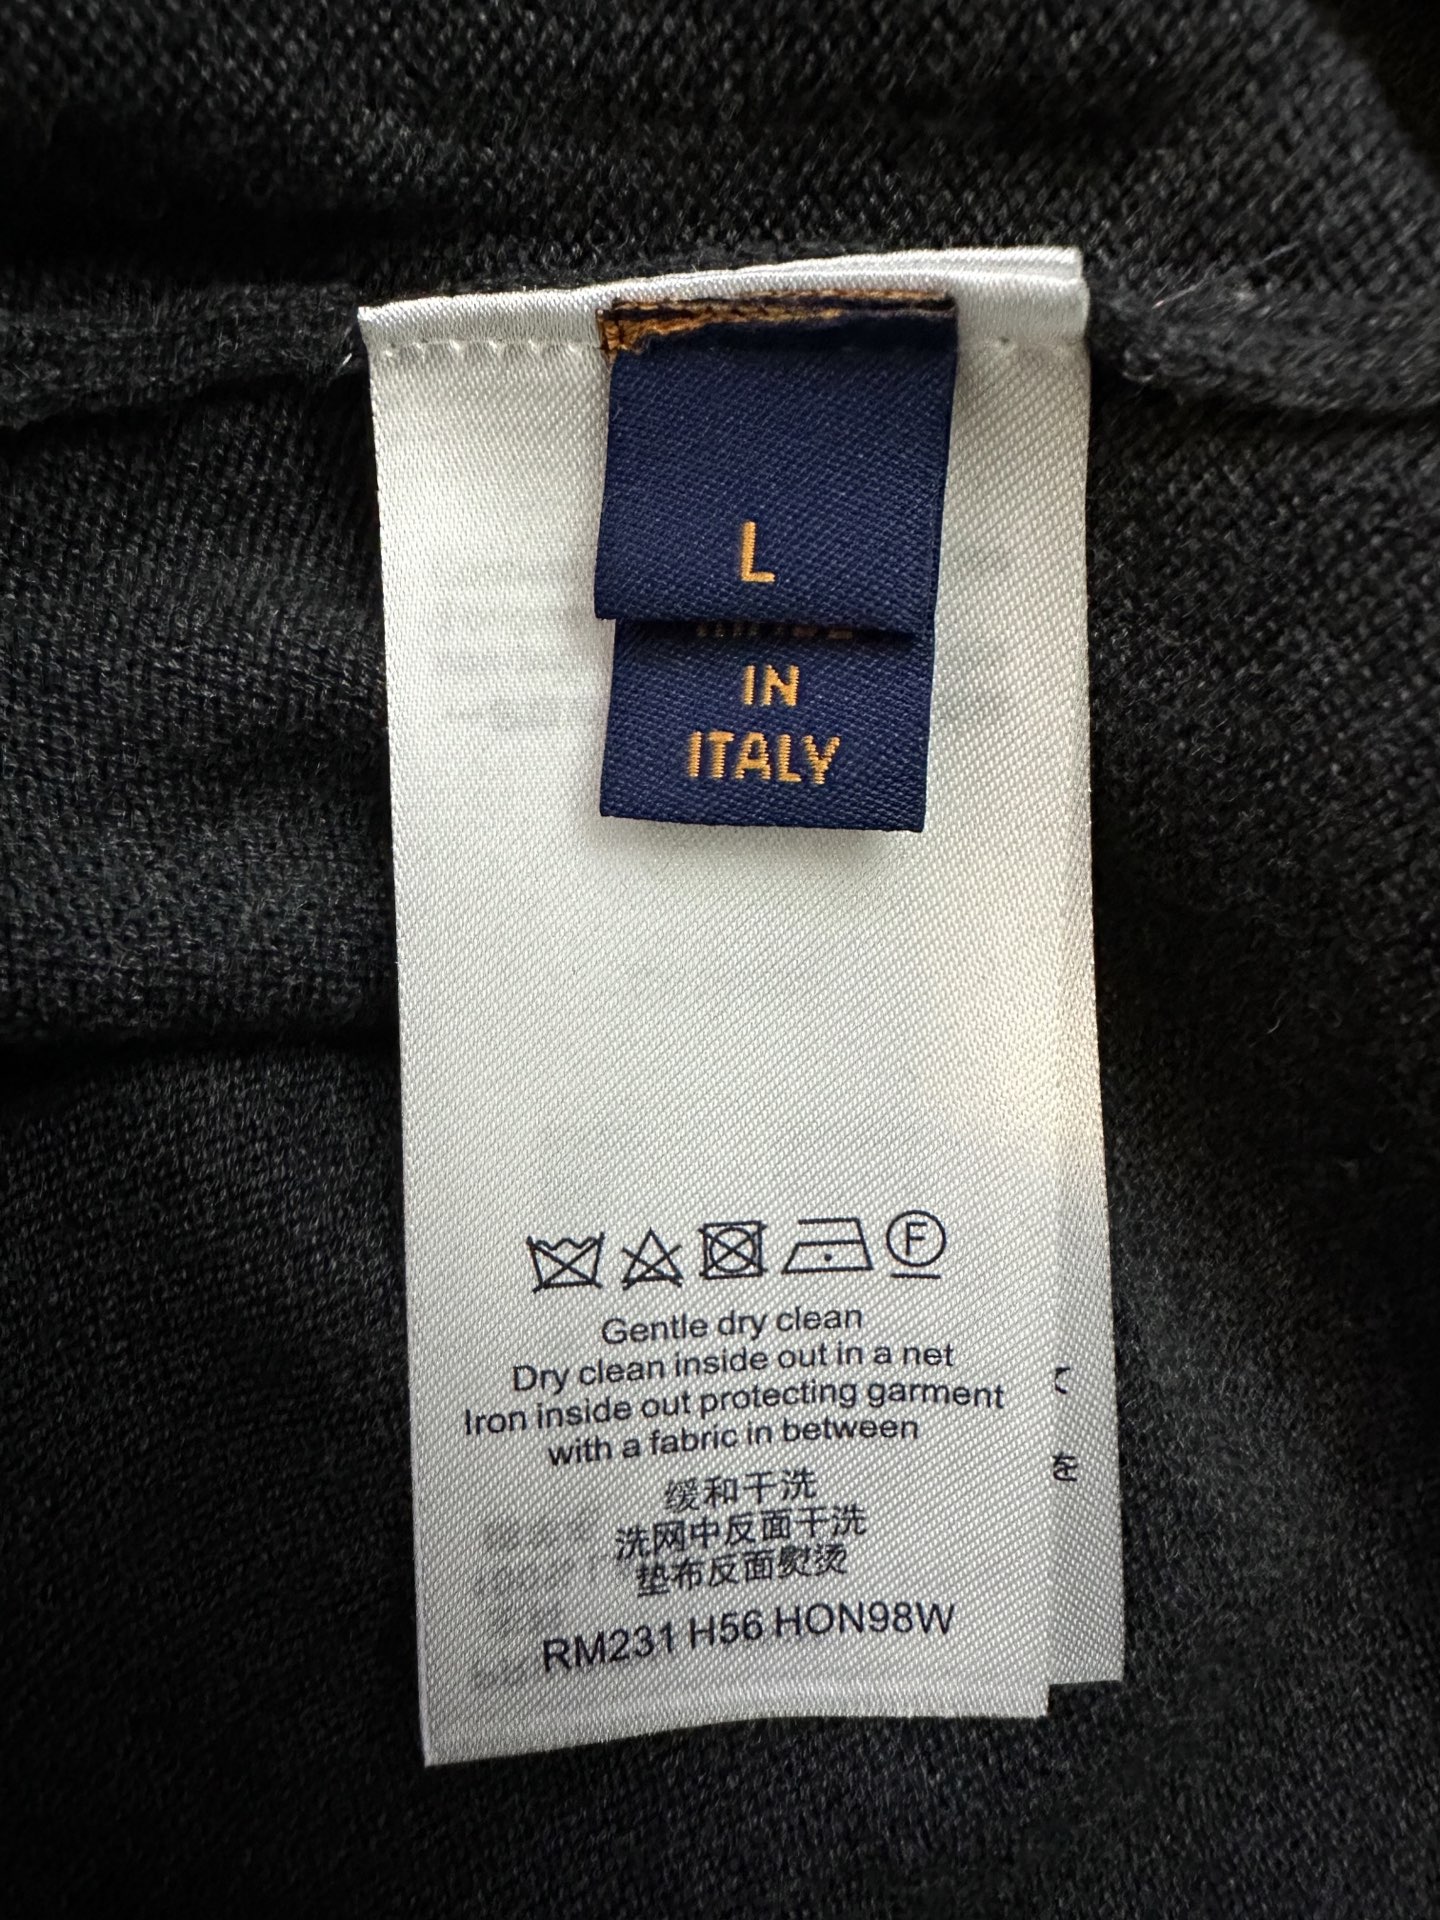 L
IN
ITALY
F
Gentle dry clean
Dry clean inside out in a net
Iron inside out protecting garment
with a fabric in between
缓和干洗
洗网中反面干洗
垫布反面熨烫
RM231 H56 HON98W
て
を